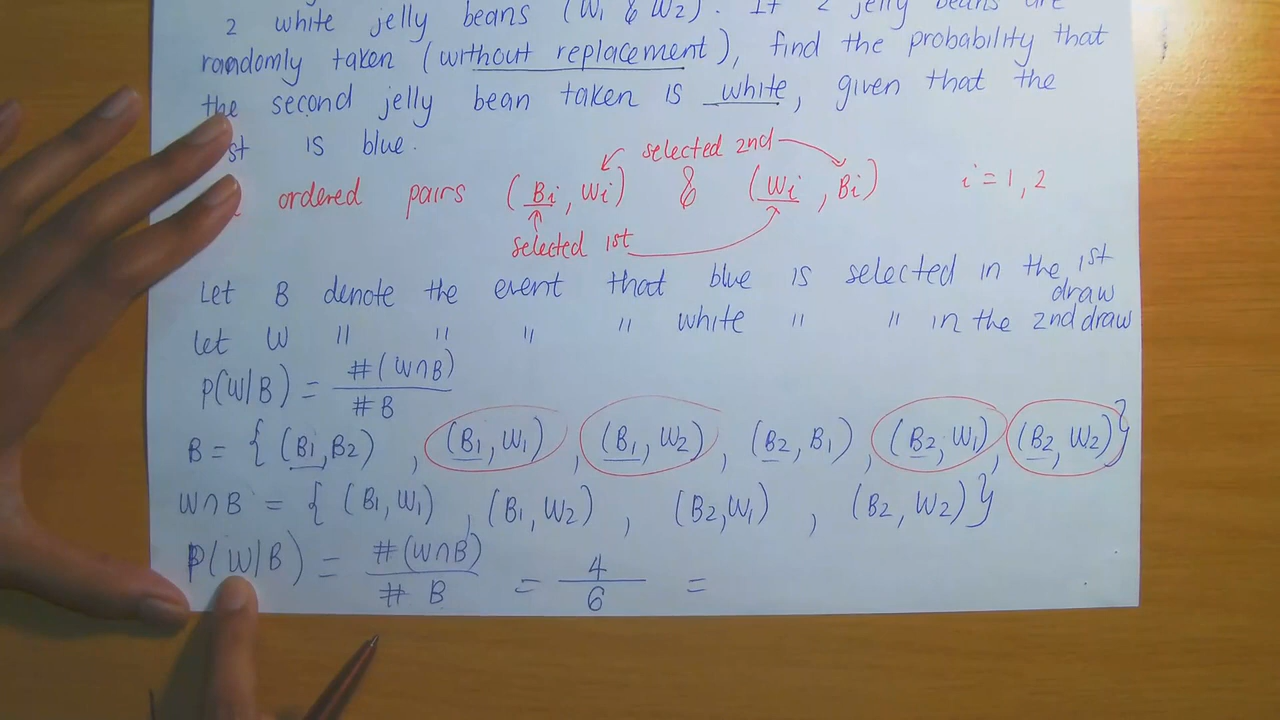 2 white jelly beans (W1 & W2). If 2 jelly beans are
randomly taken (without replacement), find the probability that
the second jelly bean taken is white, given that the
st is blue.
selected 2nd
ordered pairs (Bi, Wi) & (Wi, Bi) i = 1, 2
selected 1st
Let B denote the event that blue is selected in the 1st
draw
Let W " " " " white " " in the 2nd draw
P(W|B) = #(W∩B) / # B
B = { (B1, B2) , (B1, W1) , (B1, W2) , (B2, B1) , (B2, W1) , (B2, W2) }
W∩B = { (B1, W1) , (B1, W2) , (B2, W1) , (B2, W2) }
P(W|B) = #(W∩B) / # B = 4 / 6 =